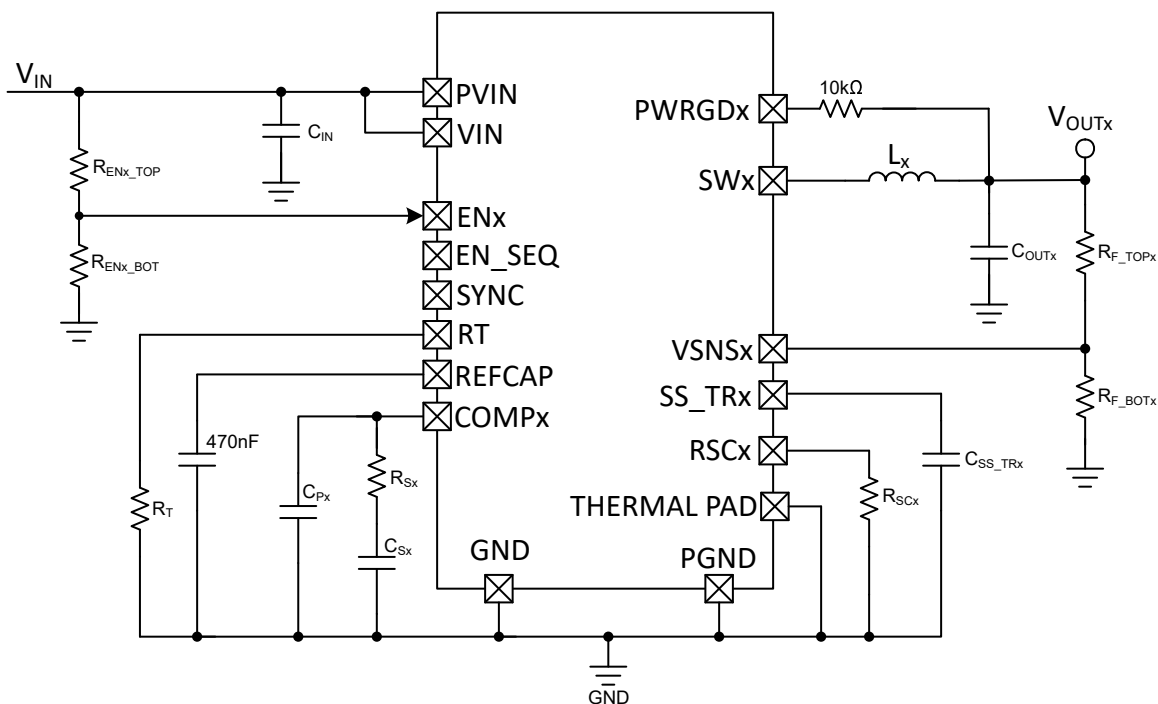 V_IN
PVIN
VIN
C_IN
R_ENx_TOP
ENx
R_ENx_BOT
EN_SEQ
SYNC
RT
REFCAP
COMPx
470nF
R_T
C_Px
R_Sx
C_Sx
GND
PGND
GND
PWRGDx
10kΩ
V_OUTx
SWx
L_x
C_OUTx
R_F_TOPx
VSNSx
SS_TRx
R_F_BOTx
RSCx
C_SS_TRx
R_SCx
THERMAL PAD